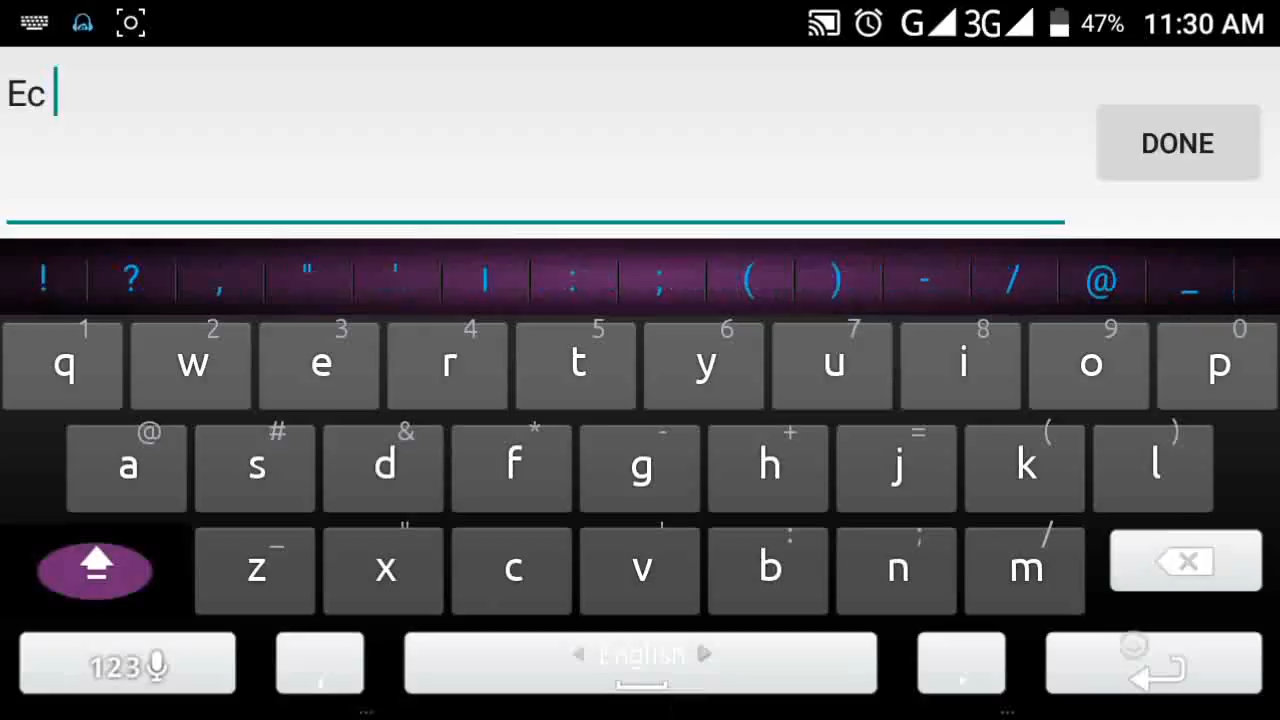 G 3G 47% 11:30 AM
Ec
DONE
! ? , " ' I : ; ( ) - / @ _
1 2 3 4 5 6 7 8 9 0
q w e r t y u i o p
@ # & * - + = ( )
a s d f g h j k l
_ " ' : ; /
z x c v b n m
123 , English .